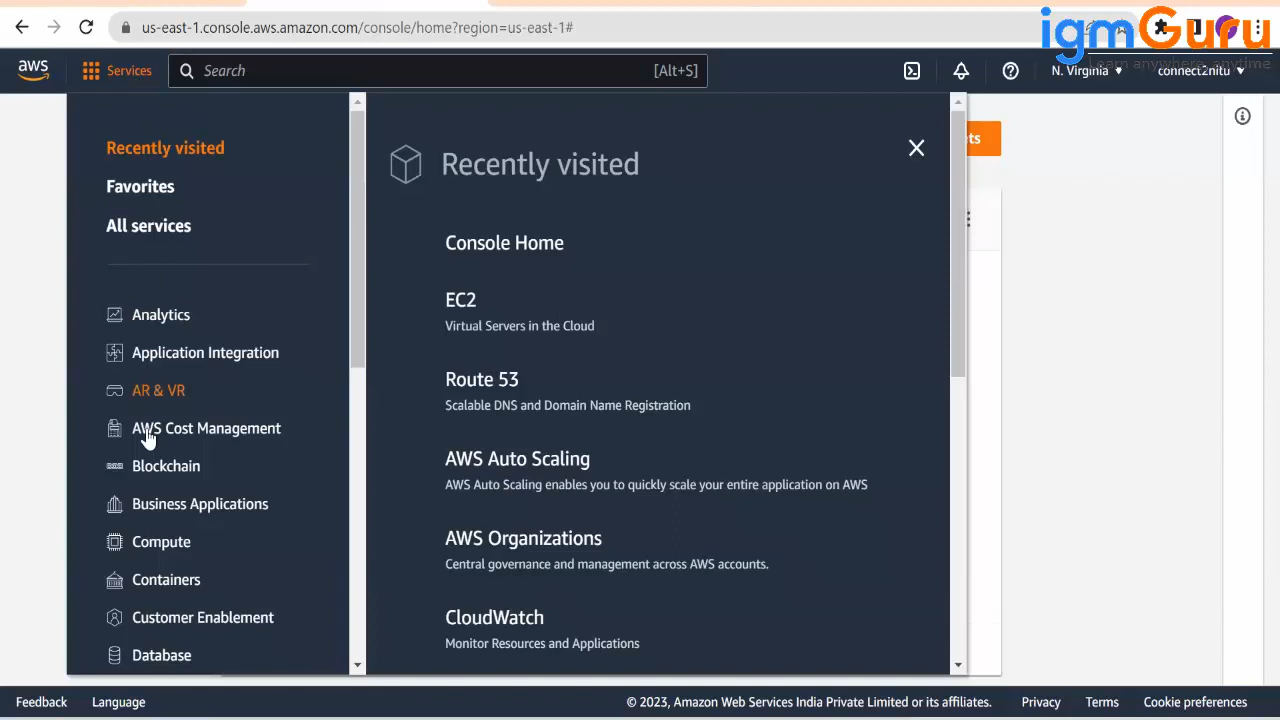 us-east-1.console.aws.amazon.com/console/home?region=us-east-1#
igmGuru
Learn anywhere, anytime
aws
Services
Search
[Alt+S]
N. Virginia
connect2nitu
Recently visited
Favorites
All services
Analytics
Application Integration
AR & VR
AWS Cost Management
Blockchain
Business Applications
Compute
Containers
Customer Enablement
Database
Recently visited
Console Home
EC2
Virtual Servers in the Cloud
Route 53
Scalable DNS and Domain Name Registration
AWS Auto Scaling
AWS Auto Scaling enables you to quickly scale your entire application on AWS
AWS Organizations
Central governance and management across AWS accounts.
CloudWatch
Monitor Resources and Applications
ts
Feedback
Language
© 2023, Amazon Web Services India Private Limited or its affiliates.
Privacy
Terms
Cookie preferences